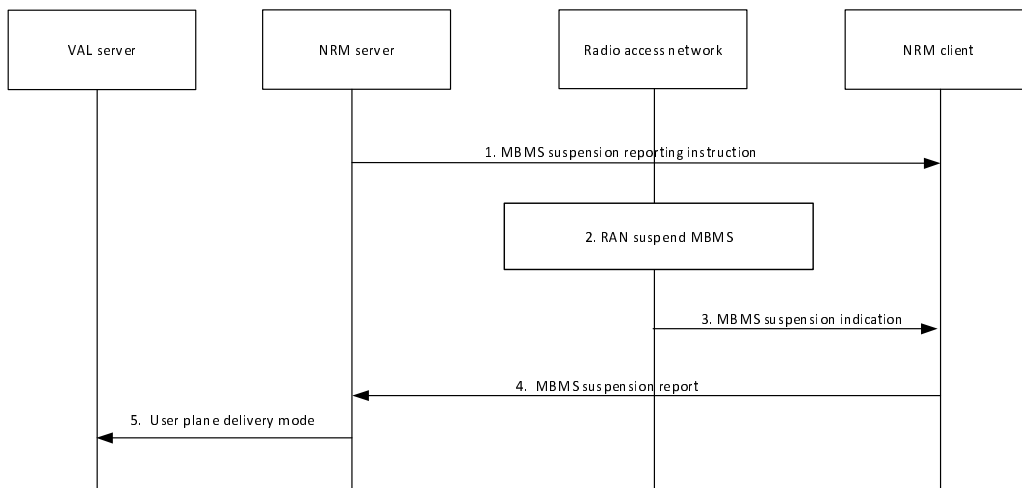 VAL server
NRM server
Radio access network
NRM client
1. MBMS suspension reporting instruction
2. RAN suspend MBMS
3. MBMS suspension indication
4. MBMS suspension report
5. User plane delivery mode